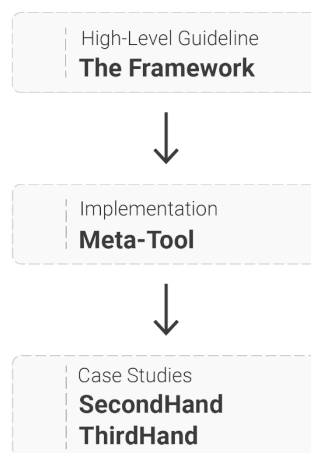 High-Level Guideline
The Framework
Implementation
Meta-Tool
Case Studies
SecondHand
ThirdHand